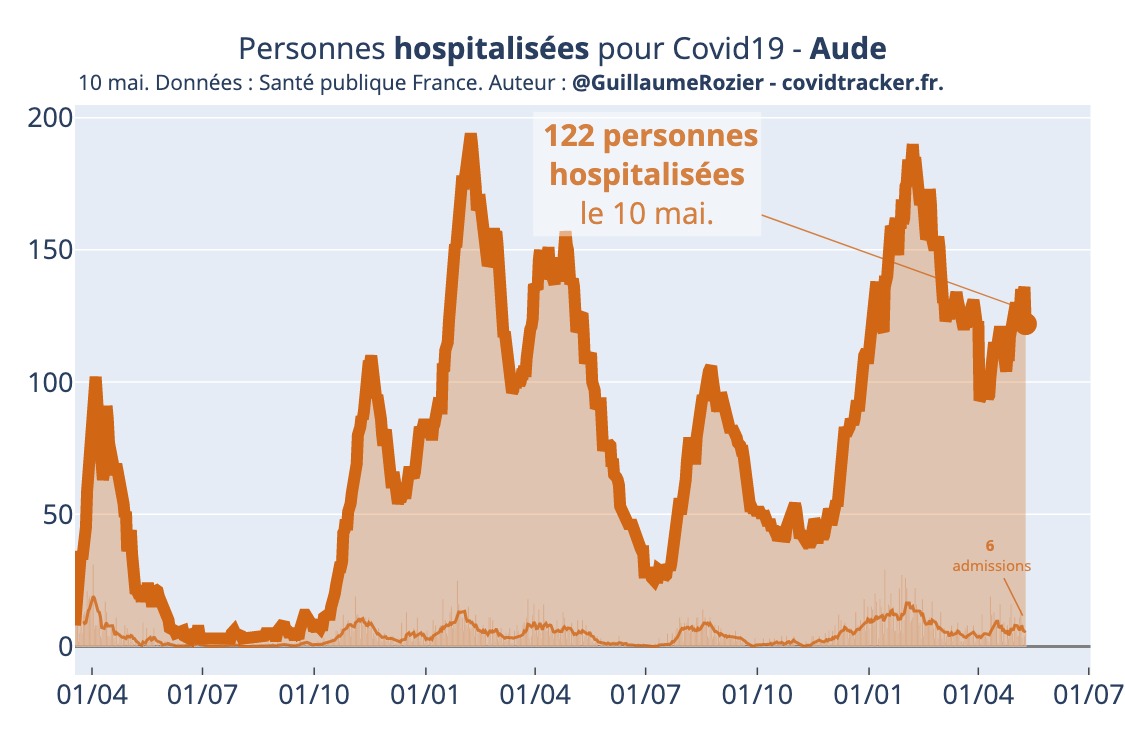 Personnes hospitalisées pour Covid19 - Aude
10 mai. Données : Santé publique France. Auteur : @GuillaumeRozier - covidtracker.fr.
200
122 personnes
hospitalisées
le 10 mai.
150
100
50
6
admissions
0
01/04 01/07 01/10 01/01 01/04 01/07 01/10 01/01 01/04 01/07